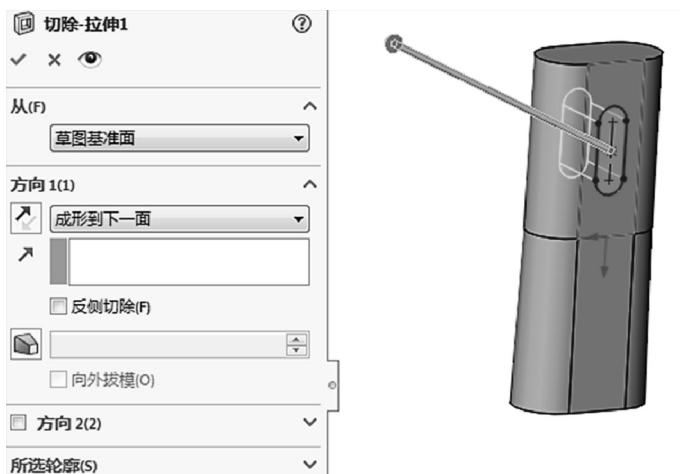 切除-拉伸1
从(F)
草图基准面
方向 1(1)
成形到下一面
反侧切除(F)
向外拔模(O)
方向 2(2)
所选轮廓(S)